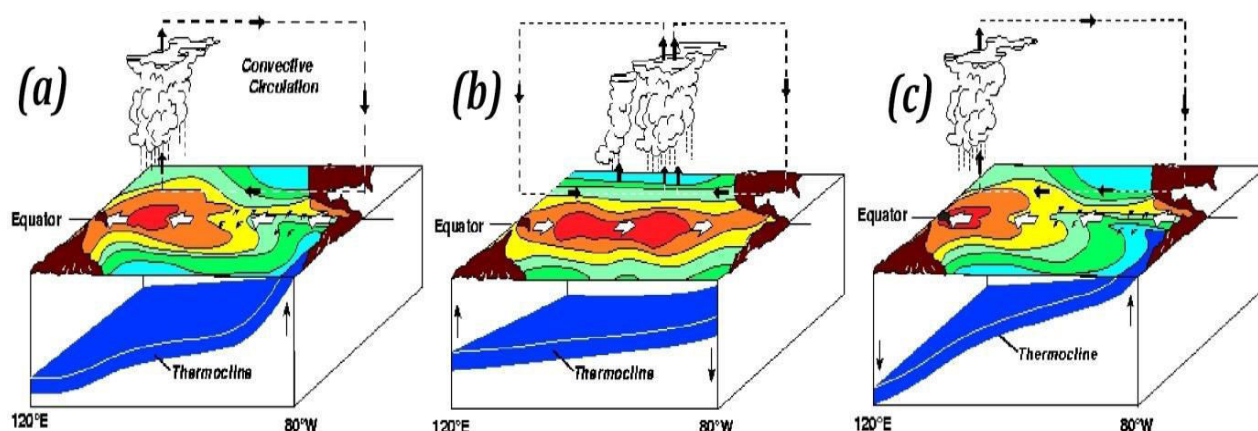 (a)
Convective
Circulation
Equator
Thermocline
120°E
80°W
(b)
Equator
Thermocline
120°E
80°W
(c)
Equator
Thermocline
120°E
80°W